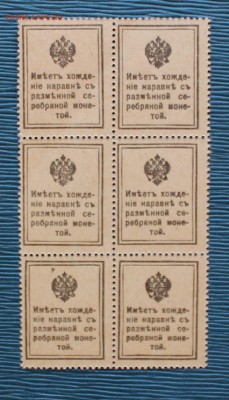 Имѣетъ хожде-
ніе наравнѣ съ
размѣнной се-
ребряной моне-
той.
Имѣетъ хожде-
ніе наравнѣ съ
размѣнной се-
ребряной моне-
той.
Имѣетъ хожде-
ніе наравнѣ съ
размѣнной се-
ребряной моне-
той.
Имѣетъ хожде-
ніе наравнѣ съ
размѣнной се-
ребряной моне-
той.
Имѣетъ хожде-
ніе наравнѣ съ
размѣнной се-
ребряной моне-
той.
Имѣетъ хожде-
ніе наравнѣ съ
размѣнной се-
ребряной моне-
той.